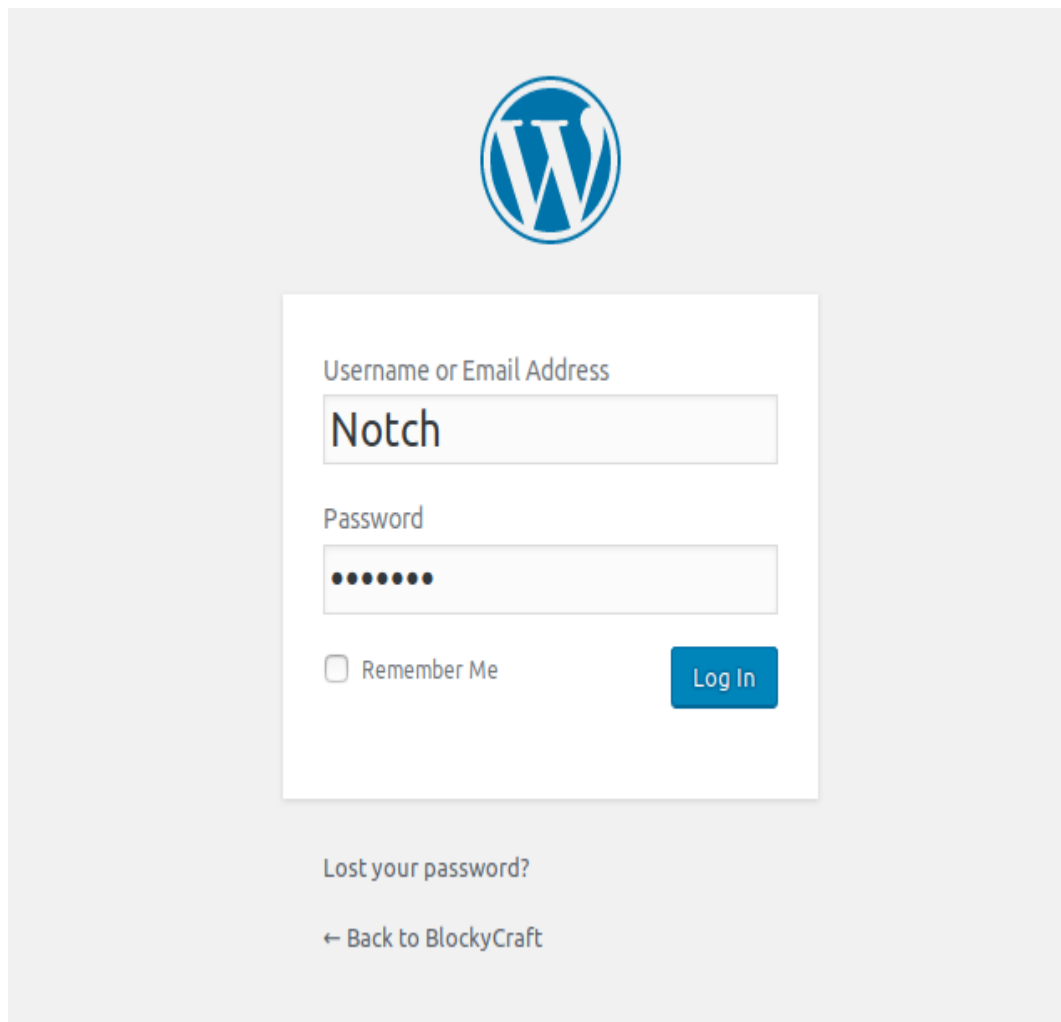 Username or Email Address
Notch
Password
•••••••
Remember Me
Log In
Lost your password?
← Back to BlockyCraft